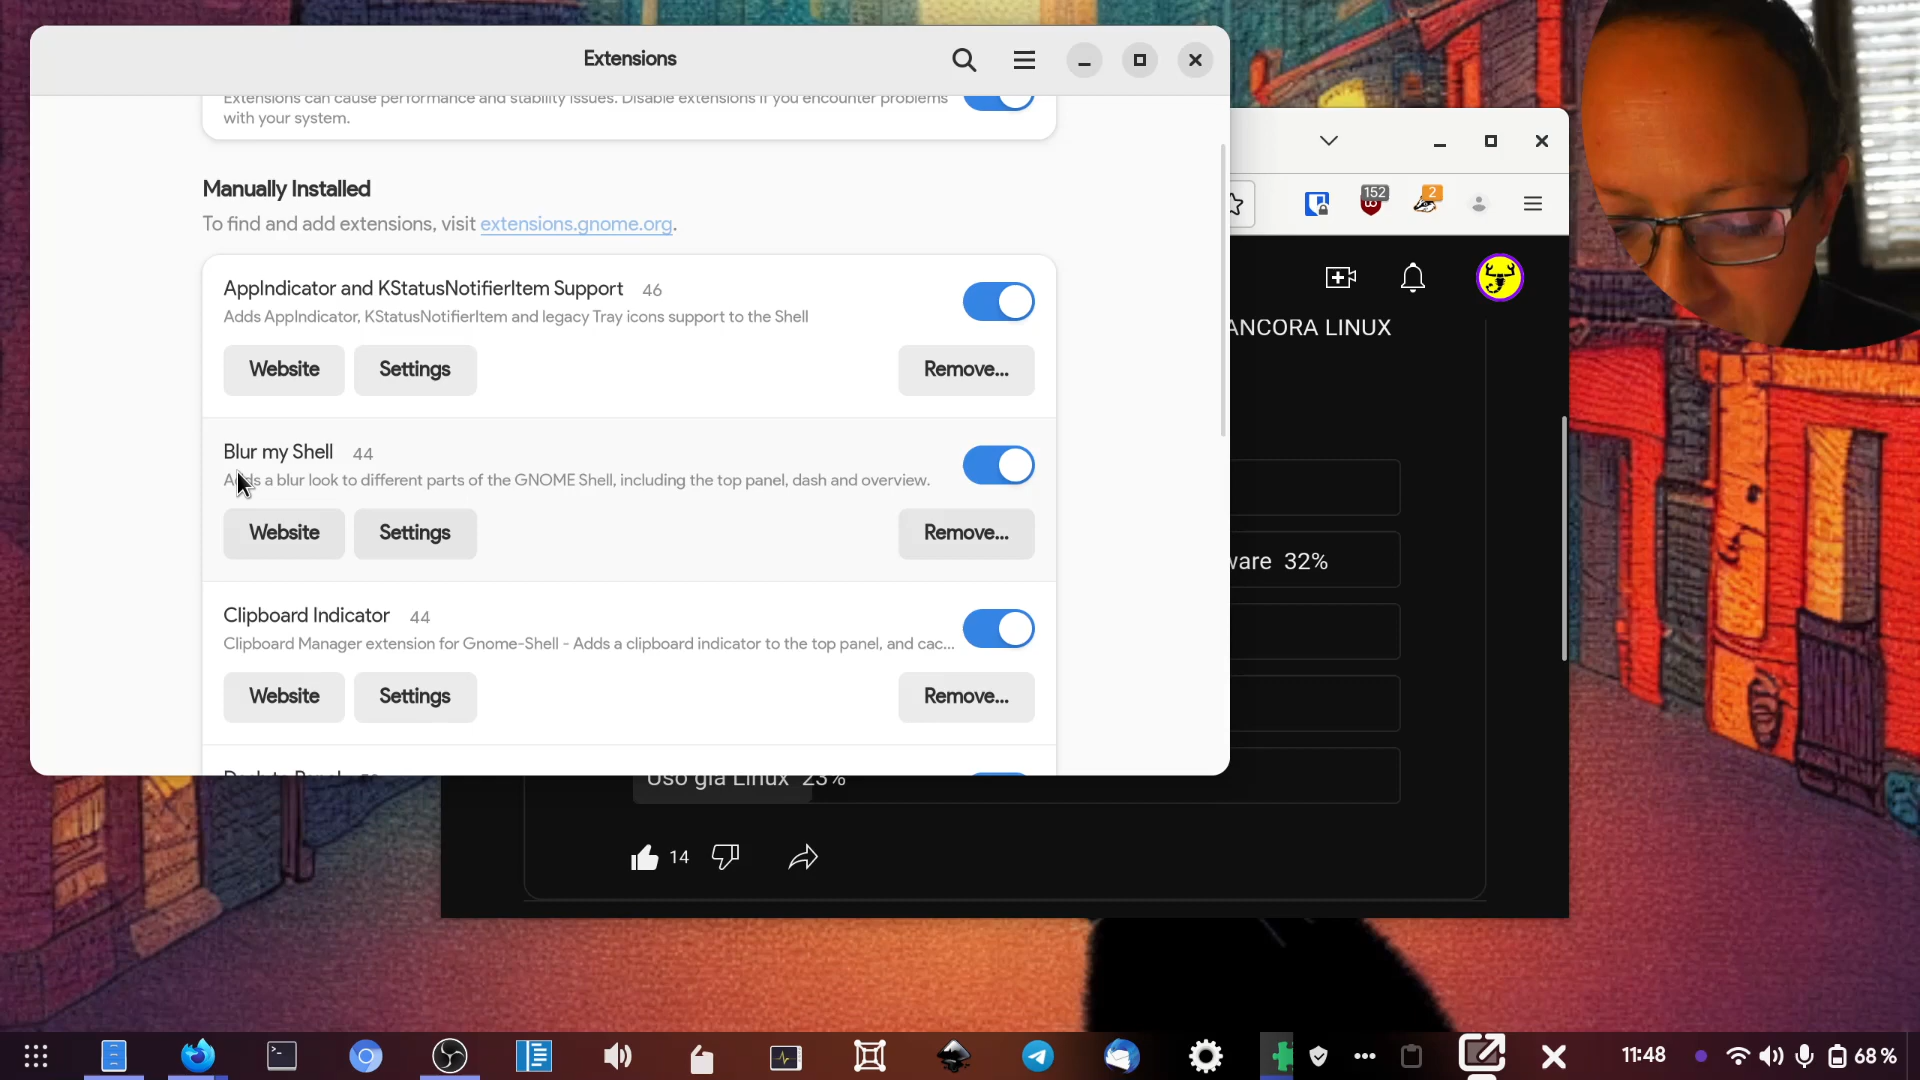 Extensions
Extensions can cause performance and stability issues. Disable extensions if you encounter problems
with your system.
Manually Installed
To find and add extensions, visit extensions.gnome.org.
AppIndicator and KStatusNotifierItem Support 46
Adds AppIndicator, KStatusNotifierItem and legacy Tray icons support to the Shell
Website Settings Remove...
Blur my Shell 44
Adds a blur look to different parts of the GNOME Shell, including the top panel, dash and overview.
Website Settings Remove...
Clipboard Indicator 44
Clipboard Manager extension for Gnome-Shell - Adds a clipboard indicator to the top panel, and cac...
Website Settings Remove...
152
2
ANCORA LINUX
32%
Uso già Linux 23%
14
11:48
68 %